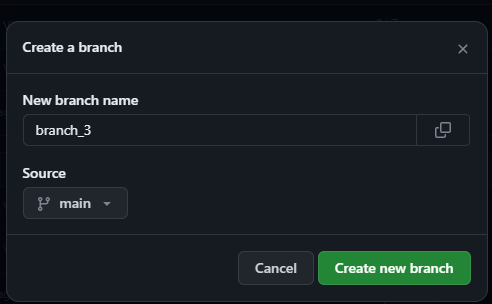 Create a branch
New branch name
branch_3
Source
main
Cancel
Create new branch